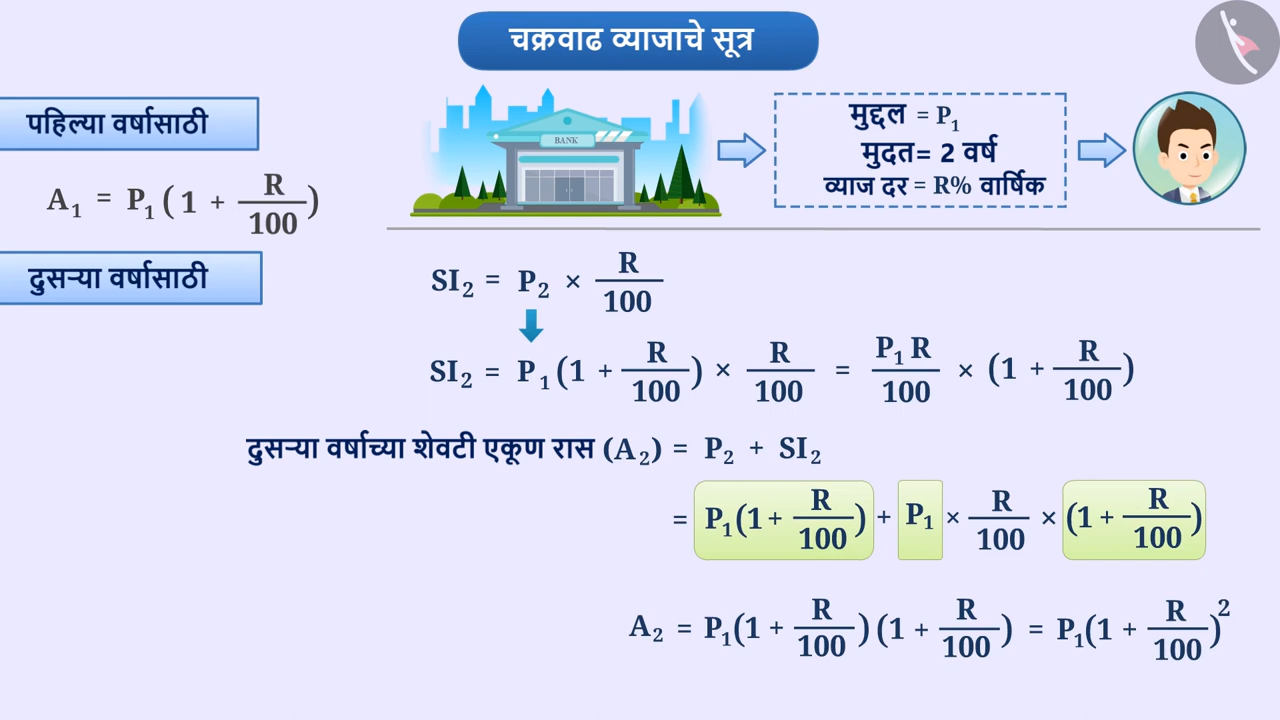 चक्रवाढ व्याजाचे सूत्र
पहिल्या वर्षासाठी
A₁ = P₁ ( 1 + R/100 )
BANK
मुद्दल = P₁
मुदत= 2 वर्ष
व्याज दर = R% वार्षिक
दुसऱ्या वर्षासाठी
SI₂ = P₂ × R/100
SI₂ = P₁ (1 + R/100) × R/100 = P₁ R/100 × (1 + R/100)
दुसऱ्या वर्षाच्या शेवटी एकूण रास (A₂) = P₂ + SI₂
= P₁(1 + R/100) + P₁ × R/100 × (1 + R/100)
A₂ = P₁(1 + R/100) (1 + R/100) = P₁(1 + R/100)²